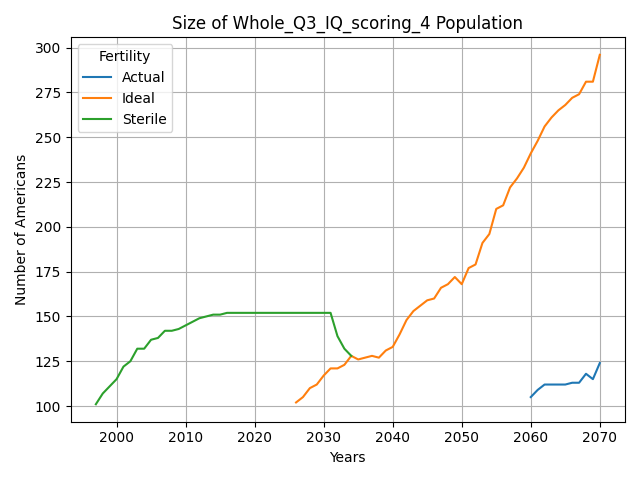 Size of Whole_Q3_IQ_scoring_4 Population
Number of Americans
300
275
250
225
200
175
150
125
100
Fertility
Actual
Ideal
Sterile
2000
2010
2020
2030
2040
2050
2060
2070
Years